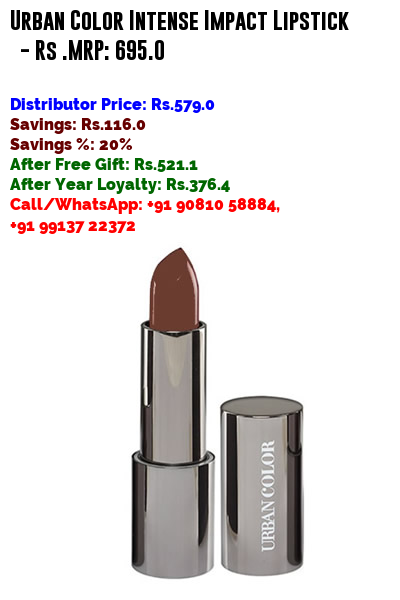 Urban Color Intense Impact Lipstick
- Rs .MRP: 695.0
Distributor Price: Rs.579.0
Savings: Rs.116.0
Savings %: 20%
After Free Gift: Rs.521.1
After Year Loyalty: Rs.376.4
Call/WhatsApp: +91 90810 58884,
+91 99137 22372
URBAN COLOR